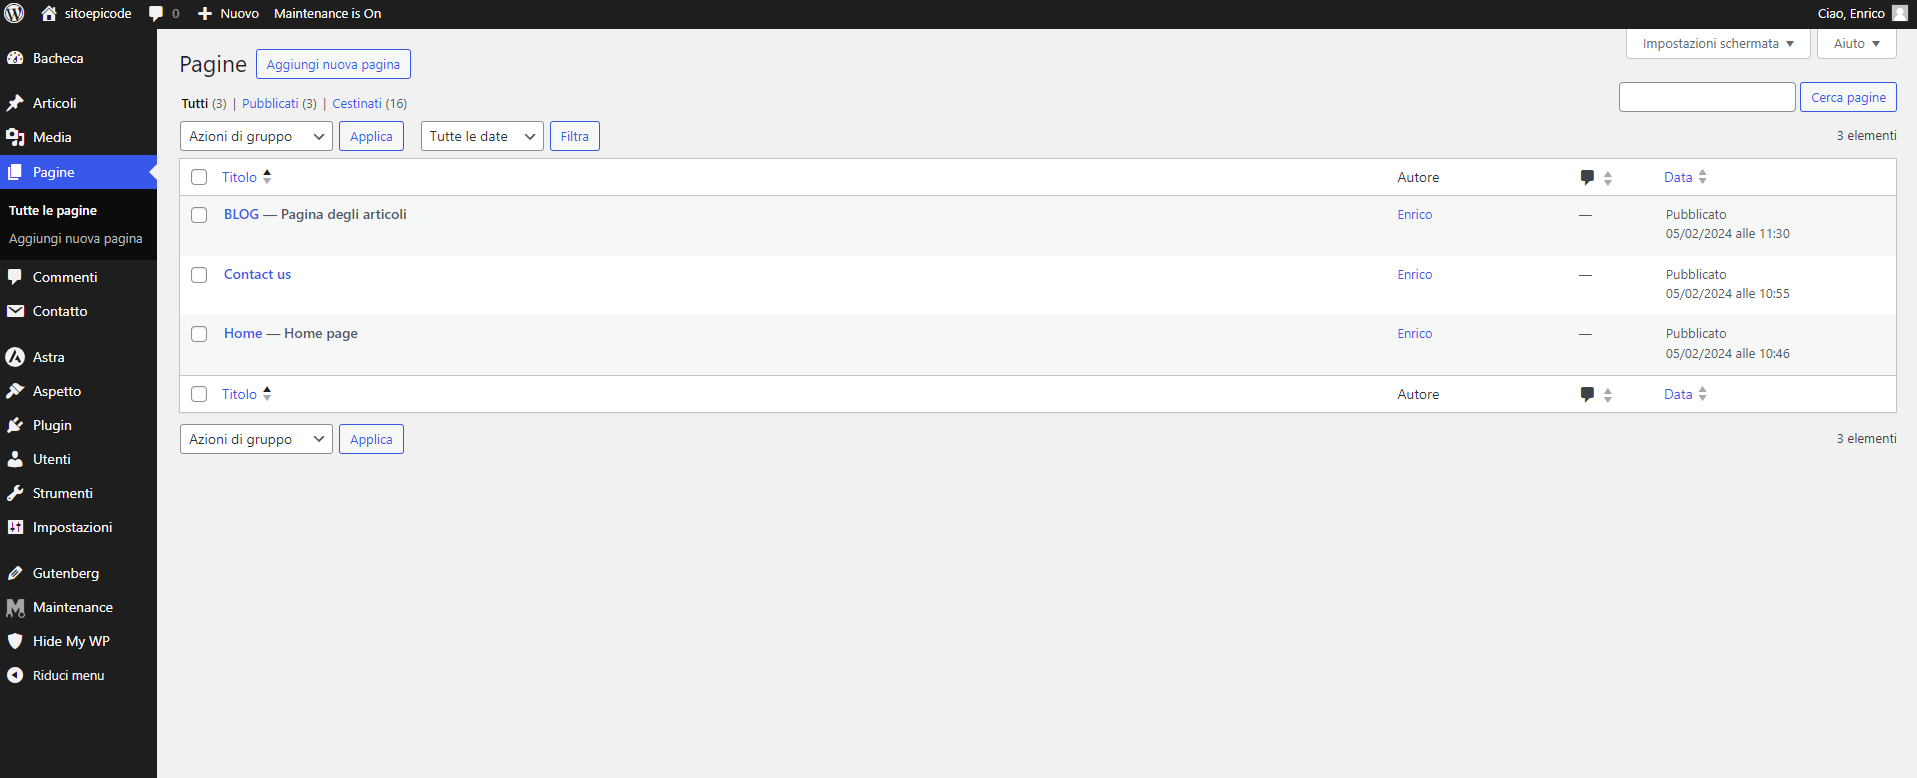 sitoepicode 0 Nuovo Maintenance is On Ciao, Enrico
Impostazioni schermata Aiuto
Bacheca
Articoli
Media
Pagine
Tutte le pagine
Aggiungi nuova pagina
Commenti
Contatto
Astra
Aspetto
Plugin
Utenti
Strumenti
Impostazioni
Gutenberg
Maintenance
Hide My WP
Riduci menu
Pagine Aggiungi nuova pagina
Tutti (3) | Pubblicati (3) | Cestinati (16)
Cerca pagine
Azioni di gruppo Applica Tutte le date Filtra 3 elementi
Titolo Autore Data
BLOG — Pagina degli articoli Enrico — Pubblicato
05/02/2024 alle 11:30
Contact us Enrico — Pubblicato
05/02/2024 alle 10:55
Home — Home page Enrico — Pubblicato
05/02/2024 alle 10:46
Titolo Autore Data
Azioni di gruppo Applica 3 elementi